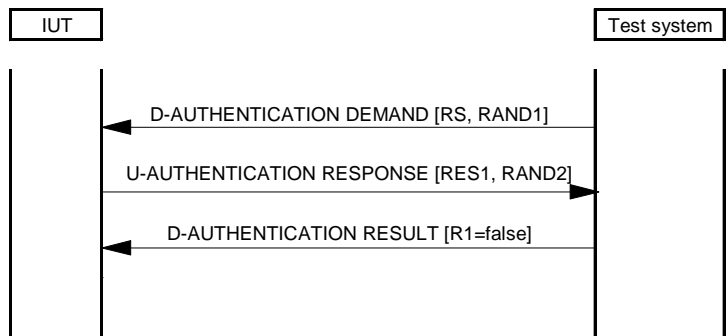 IUT
Test system
D-AUTHENTICATION DEMAND [RS, RAND1]
U-AUTHENTICATION RESPONSE [RES1, RAND2]
D-AUTHENTICATION RESULT [R1=false]